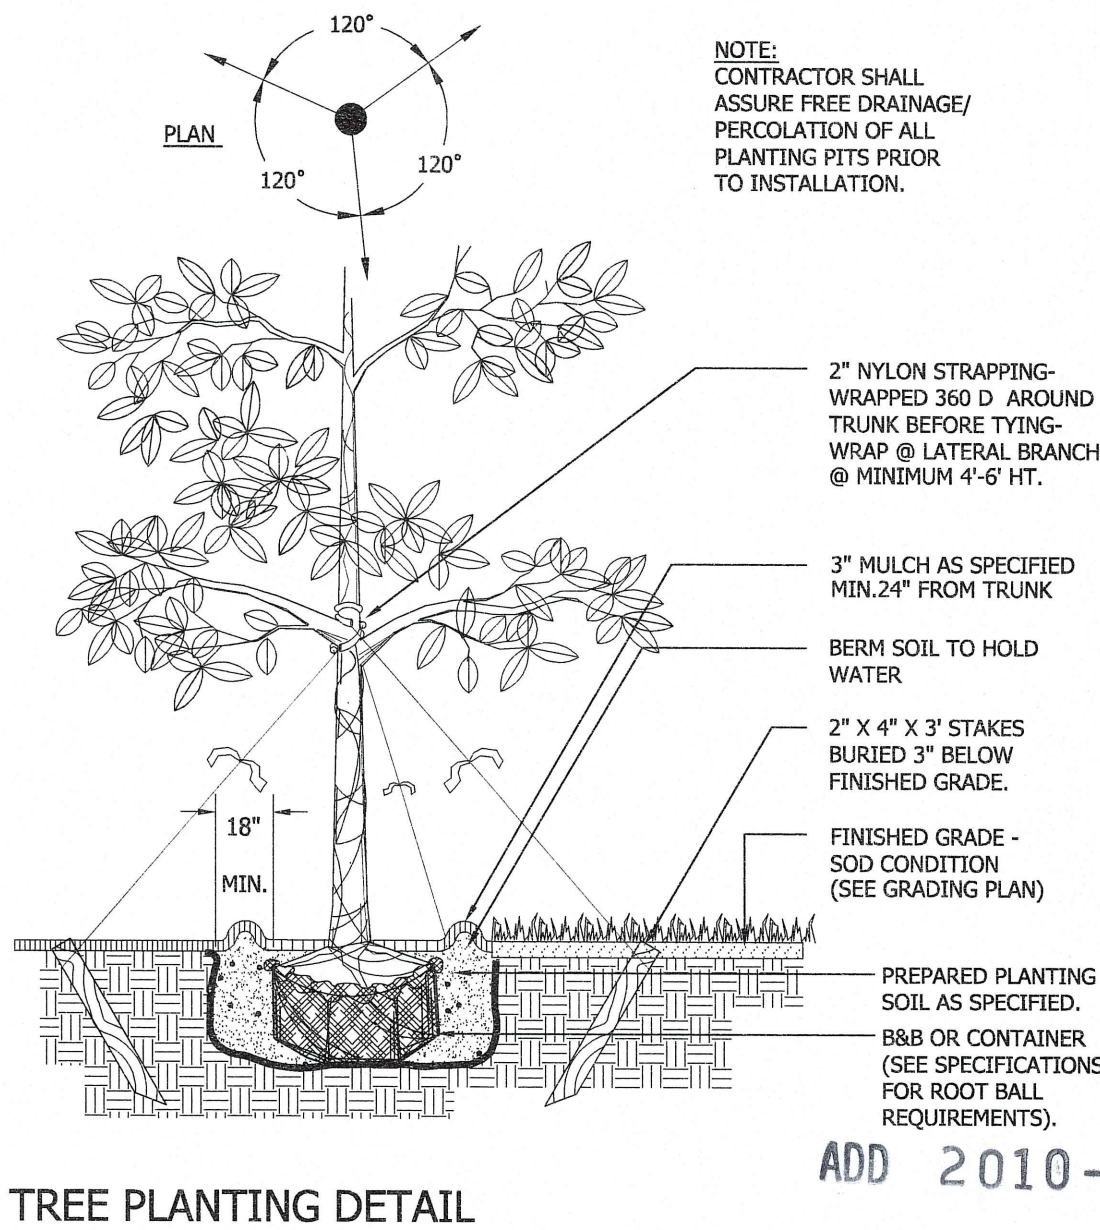 120°
PLAN
120°
120°
NOTE:
CONTRACTOR SHALL
ASSURE FREE DRAINAGE/
PERCOLATION OF ALL
PLANTING PITS PRIOR
TO INSTALLATION.
2" NYLON STRAPPING-
WRAPPED 360 D AROUND
TRUNK BEFORE TYING-
WRAP @ LATERAL BRANCH
@ MINIMUM 4'-6' HT.
3" MULCH AS SPECIFIED
MIN.24" FROM TRUNK
BERM SOIL TO HOLD
WATER
2" X 4" X 3' STAKES
BURIED 3" BELOW
FINISHED GRADE.
18"
MIN.
FINISHED GRADE -
SOD CONDITION
(SEE GRADING PLAN)
PREPARED PLANTING
SOIL AS SPECIFIED.
B&B OR CONTAINER
(SEE SPECIFICATIONS
FOR ROOT BALL
REQUIREMENTS).
ADD 2010-
TREE PLANTING DETAIL